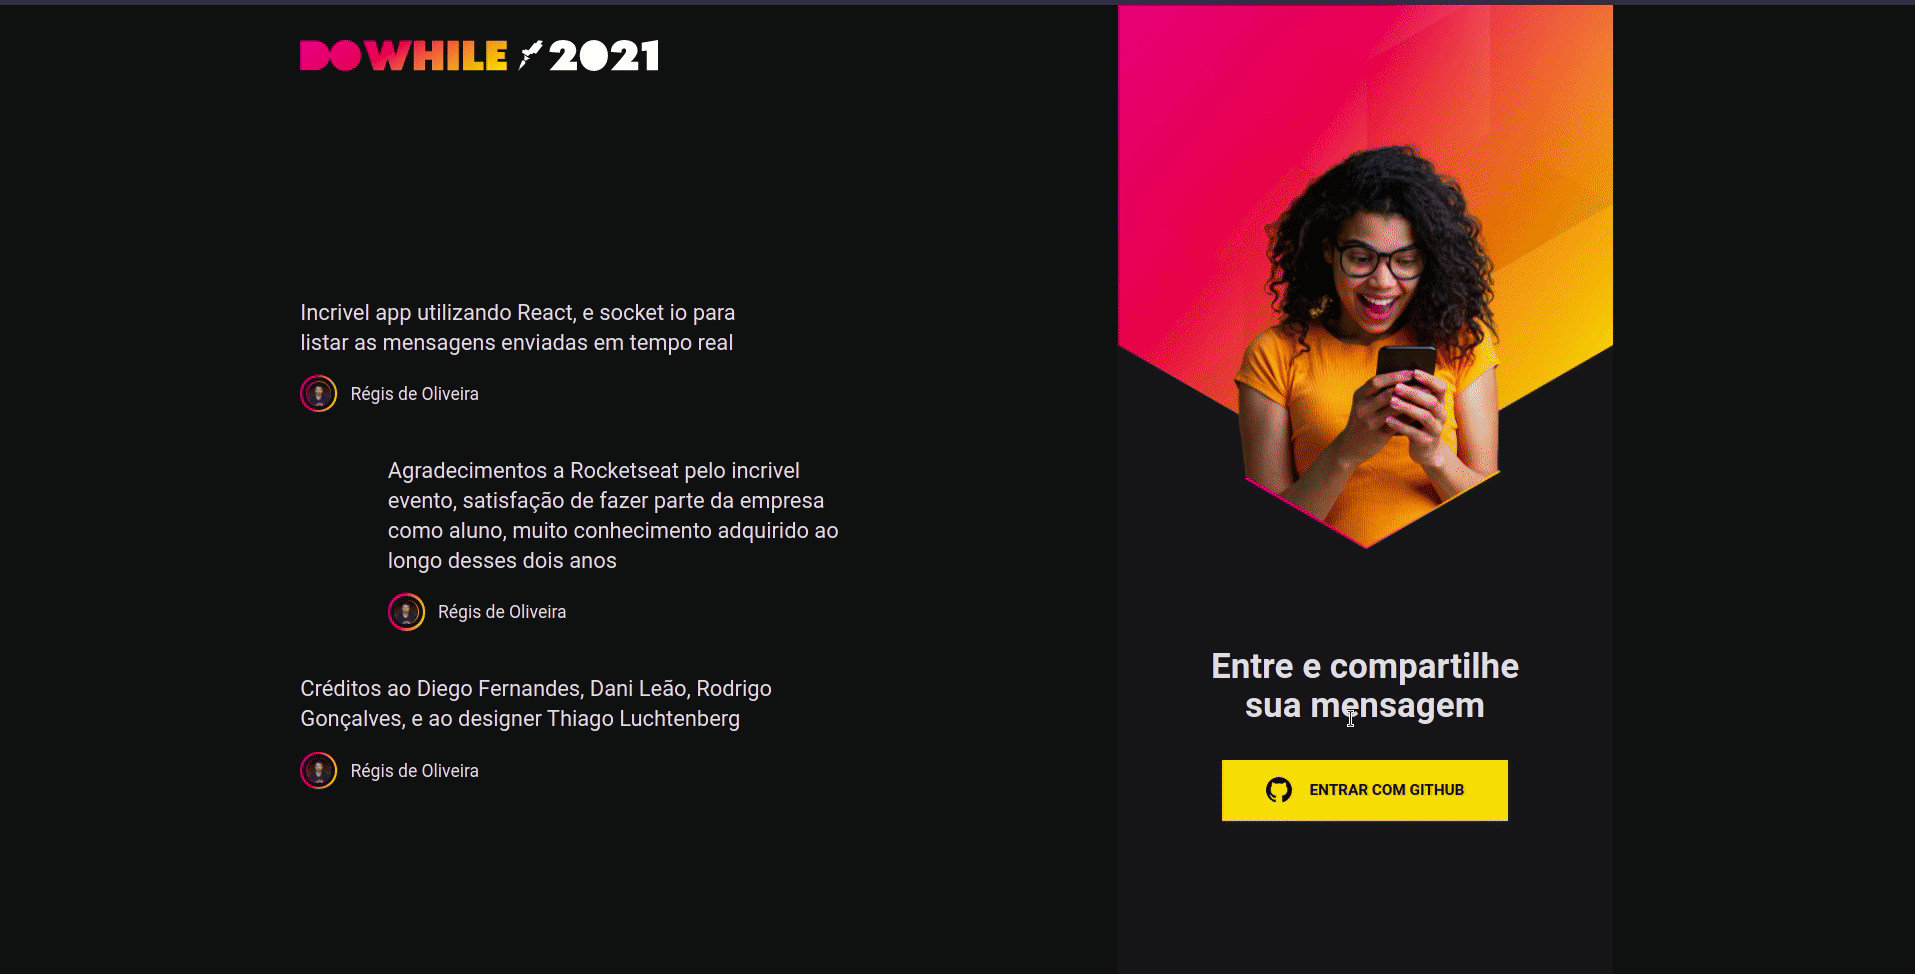 DOWHILE 2021
Incrivel app utilizando React, e socket io para
listar as mensagens enviadas em tempo real
Régis de Oliveira
Agradecimentos a Rocketseat pelo incrivel
evento, satisfação de fazer parte da empresa
como aluno, muito conhecimento adquirido ao
longo desses dois anos
Régis de Oliveira
Créditos ao Diego Fernandes, Dani Leão, Rodrigo
Gonçalves, e ao designer Thiago Luchtenberg
Régis de Oliveira
Entre e compartilhe
sua mensagem
ENTRAR COM GITHUB